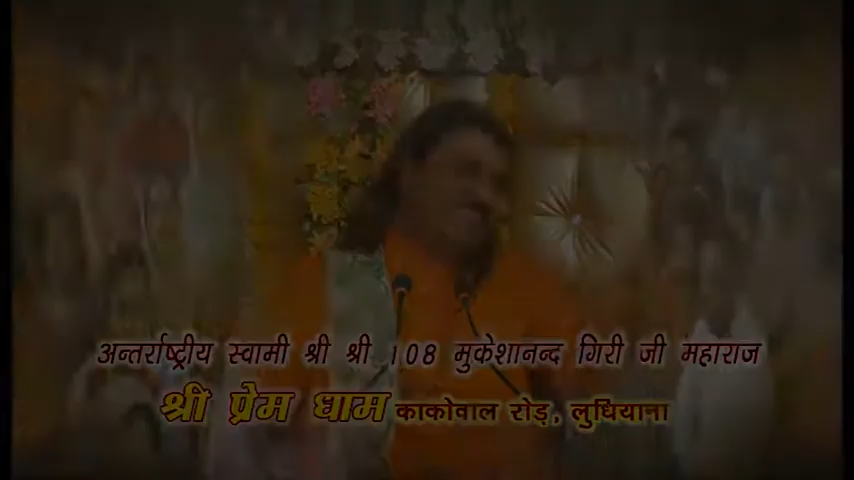 अन्तर्राष्ट्रीय स्वामी श्री श्री 108 मुकेशानन्द गिरी जी महाराज
श्री प्रेम धाम काकोवाल रोड़, लुधियाना